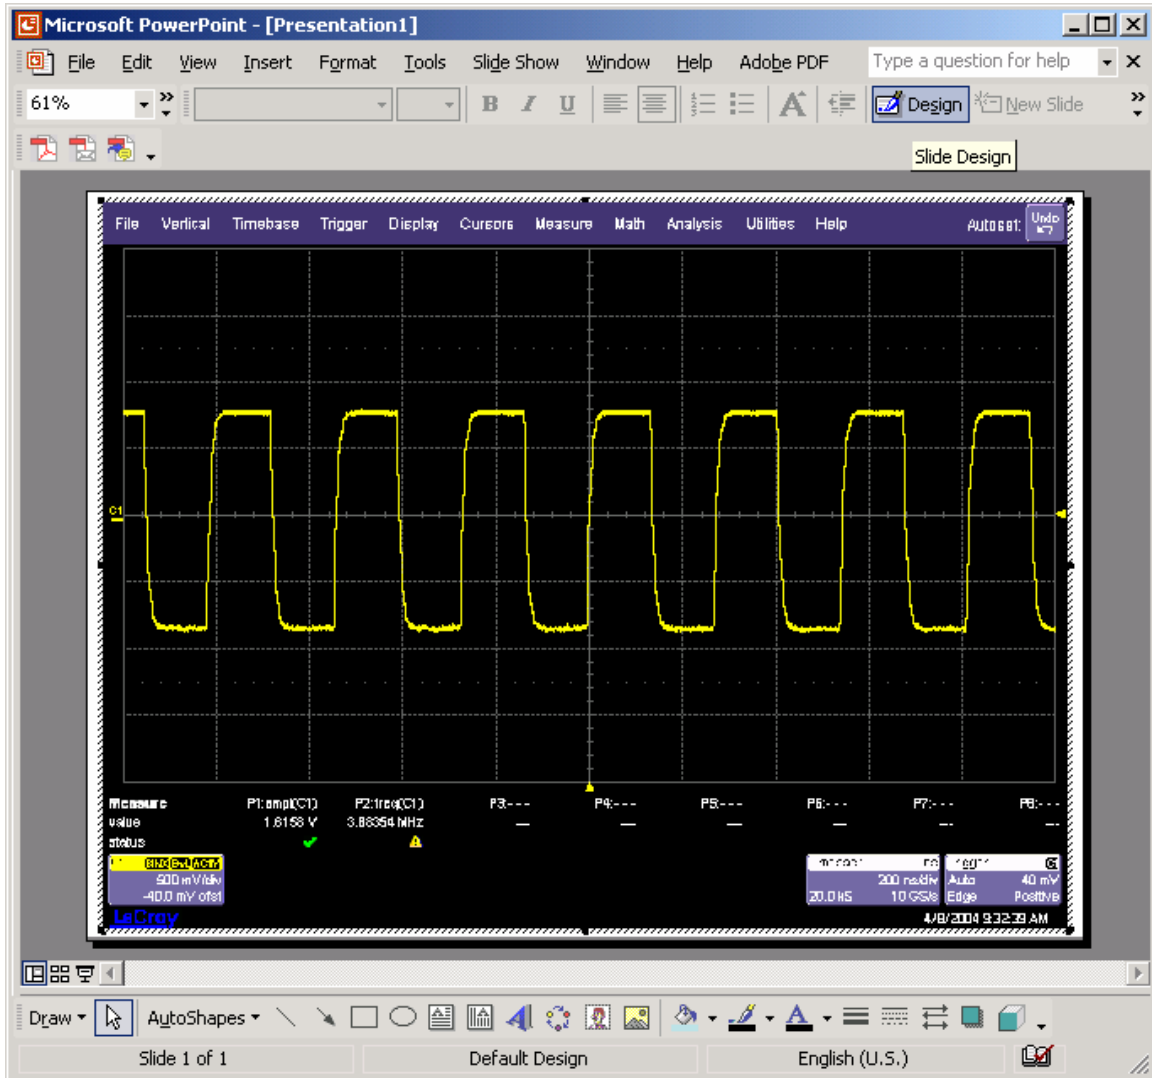 Microsoft PowerPoint - [Presentation1]
File Edit View Insert Format Tools Slide Show Window Help Adobe PDF Type a question for help
61% B I U A Design New Slide
Slide Design
File Vertical Timebase Trigger Display Cursors Measure Math Analysis Utilities Help Autoset: Undo
C1
Measure P1:ampl(C1) P2:freq(C1) P3:--- P4:--- P5:--- P6:--- P7:--- P8:---
value 1.6158 V 3.88354 MHz --- --- --- --- --- ---
status
500 mV/div 200 ns/div Auto 40 mV
-40.0 mV ofst 20.0 kS 10 GS/s Edge Positive
LeCroy 4/8/2004 9:32:39 AM
Draw AutoShapes A A
Slide 1 of 1 Default Design English (U.S.)